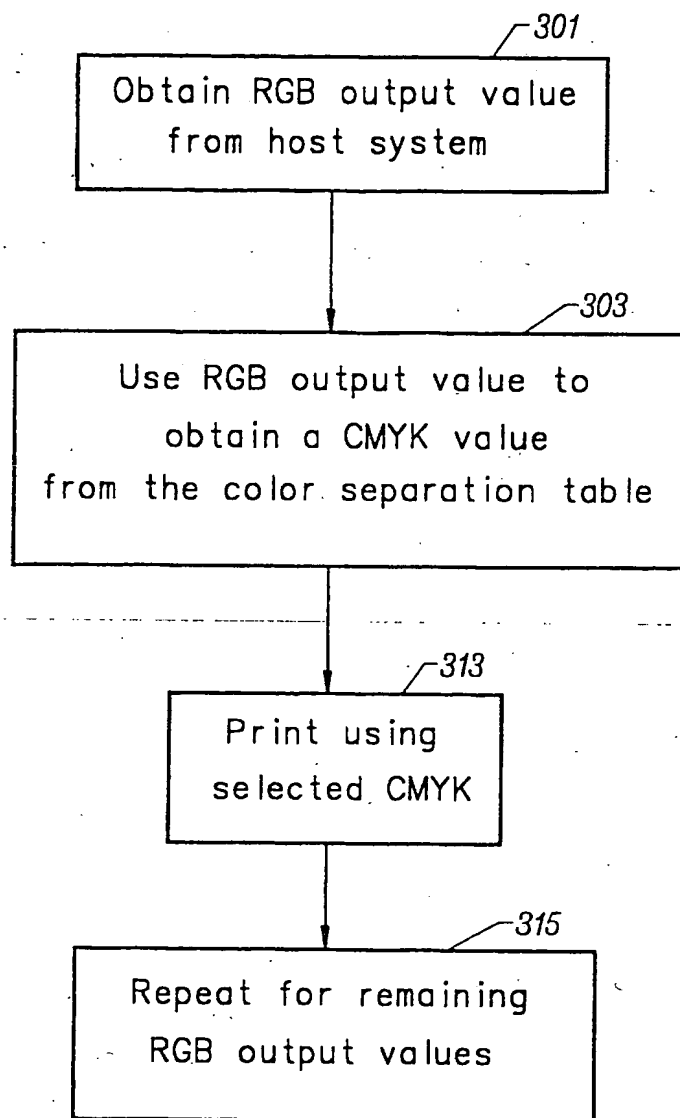 301
Obtain RGB output value
from host system
303
Use RGB output value to
obtain a CMYK value
from the color separation table
313
Print using
selected CMYK
315
Repeat for remaining
RGB output values